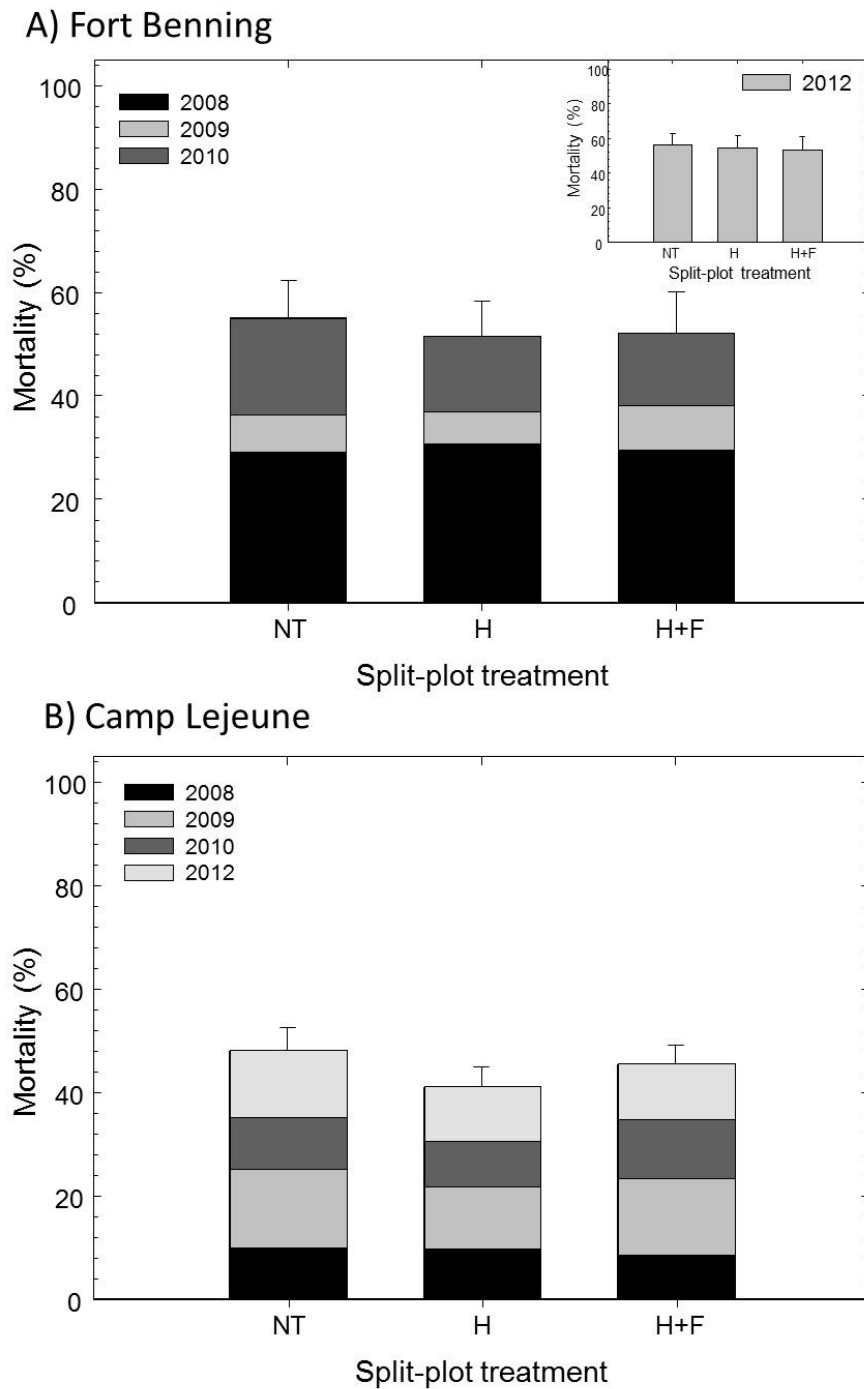 A) Fort Benning
2008
2009
2010
100
80
60
40
20
0
Mortality (%)
NT H H+F
Split-plot treatment
2012
100
80
60
40
20
0
Mortality (%)
NT H H+F
Split-plot treatment
B) Camp Lejeune
2008
2009
2010
2012
100
80
60
40
20
0
Mortality (%)
NT H H+F
Split-plot treatment